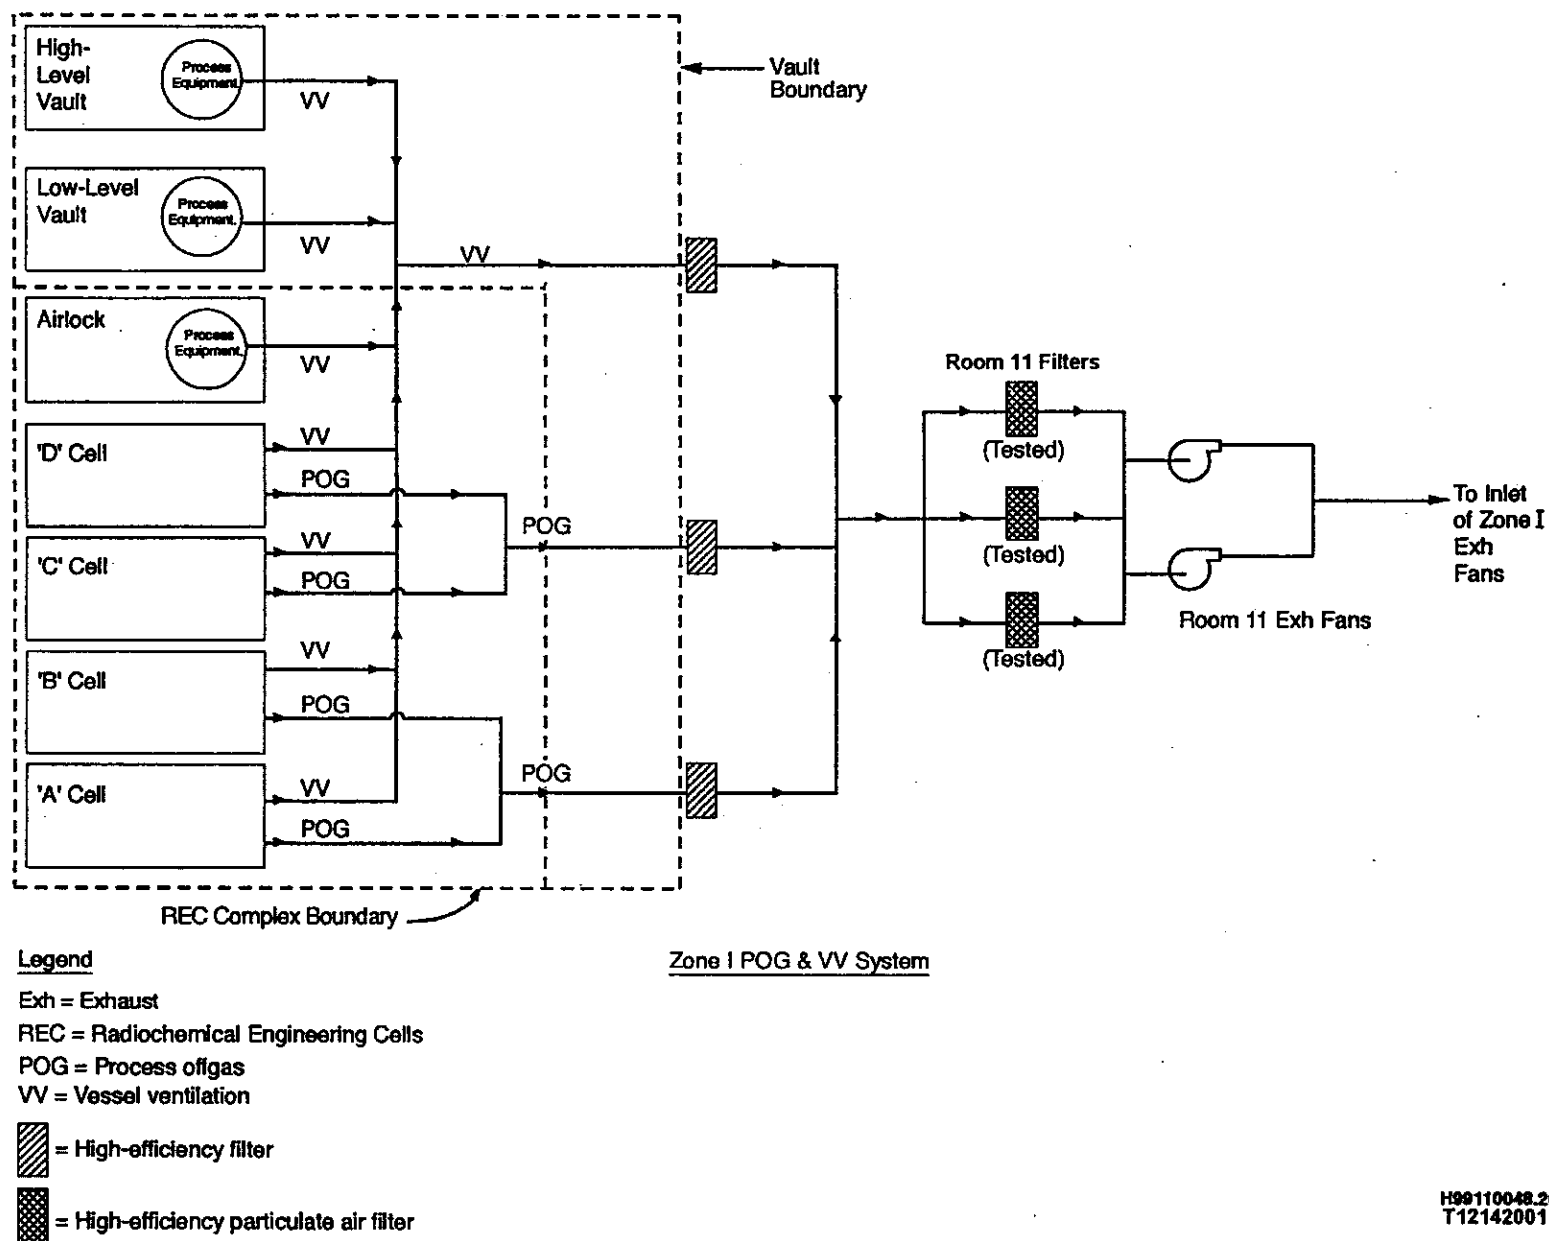 High-
Level
Vault
Process
Equipment.
VV
Vault
Boundary
Low-Level
Vault
Process
Equipment.
VV
VV
Airlock
Process
Equipment.
VV
'D' Cell
VV
POG
'C' Cell
VV
POG
POG
'B' Cell
VV
POG
'A' Cell
VV
POG
POG
REC Complex Boundary
Room 11 Filters
(Tested)
(Tested)
(Tested)
Room 11 Exh Fans
To Inlet
of Zone I
Exh
Fans
Legend
Zone I POG & VV System
Exh = Exhaust
REC = Radiochemical Engineering Cells
POG = Process offgas
VV = Vessel ventilation
= High-efficiency filter
= High-efficiency particulate air filter
H99110048.2
T12142001